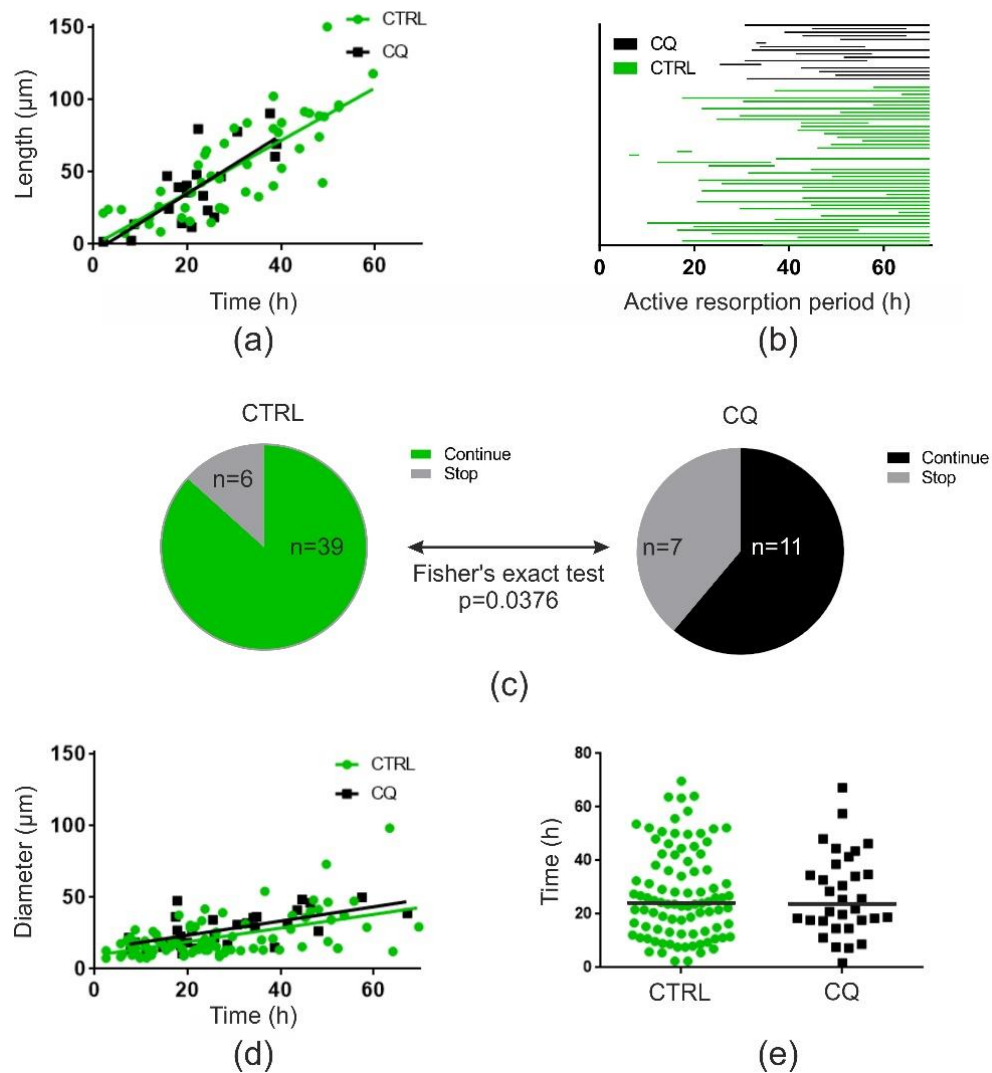 150
100
50
0
Length (µm)
CTRL
CQ
0 20 40 60
Time (h)
(a)
CQ
CTRL
0 20 40 60
Active resorption period (h)
(b)
CTRL
Continue
Stop
n=6
n=39
Fisher's exact test
p=0.0376
CQ
Continue
Stop
n=7
n=11
(c)
150
100
50
0
Diameter (µm)
CTRL
CQ
0 20 40 60
Time (h)
(d)
80
60
40
20
0
Time (h)
CTRL CQ
(e)